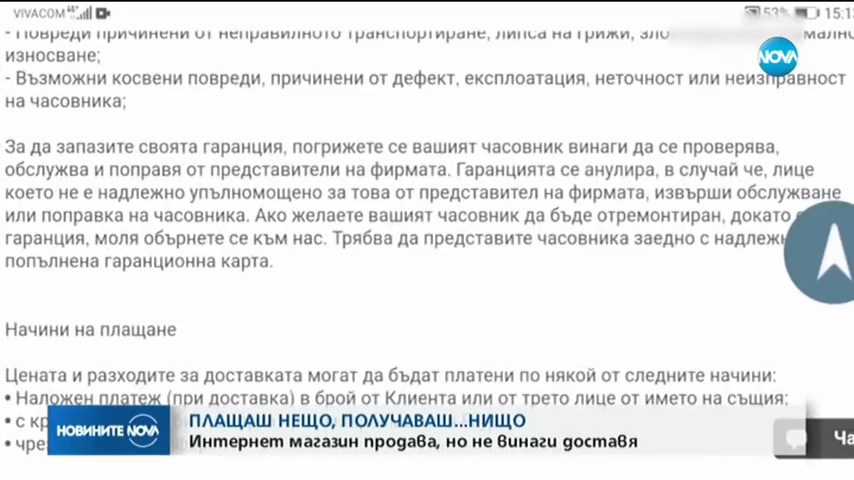 VIVACOM 53% 15:1
- Повреди причинени от неправилното транспортиране, липса на грижи,
износване;
- Възможни косвени повреди, причинени от дефект, експлоатация, неточност или неизправност
на часовника;
NOVA
За да запазите своята гаранция, погрижете се вашият часовник винаги да се проверява,
обслужва и поправя от представители на фирмата. Гаранцията се анулира, в случай че, лице
което не е надлежно упълномощено за това от представител на фирмата, извърши обслужване
или поправка на часовника. Ако желаете вашият часовник да бъде отремонтиран, докато
гаранция, моля обърнете се към нас. Трябва да представите часовника заедно с надлежн
попълнена гаранционна карта.
Начини на плащане
Цената и разходите за доставката могат да бъдат платени по някой от следните начини:
• Наложен платеж (при доставка) в брой от Клиента или от трето лице от името на същия;
• с кр
• чре
НОВИНИТЕ NOVA
ПЛАЩАШ НЕЩО, ПОЛУЧАВАШ...НИЩО
Интернет магазин продава, но не винаги доставя
Ча